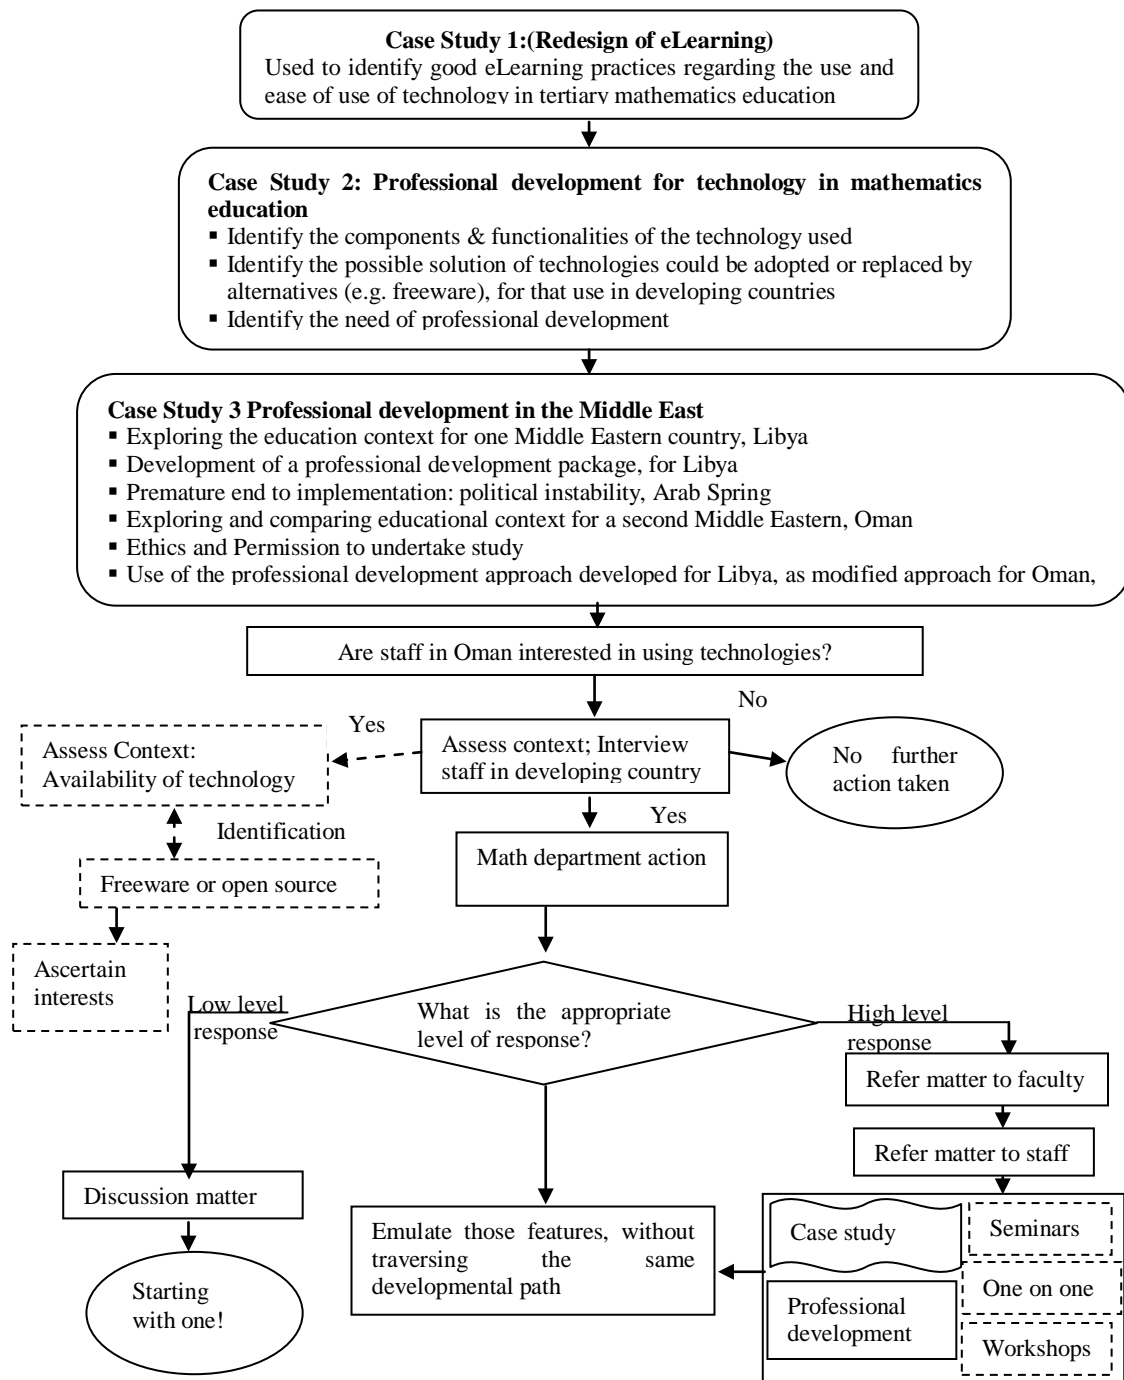 Case Study 1:(Redesign of eLearning)
Used to identify good eLearning practices regarding the use and
ease of use of technology in tertiary mathematics education
Case Study 2: Professional development for technology in mathematics
education
▪ Identify the components & functionalities of the technology used
▪ Identify the possible solution of technologies could be adopted or replaced by
alternatives (e.g. freeware), for that use in developing countries
▪ Identify the need of professional development
Case Study 3 Professional development in the Middle East
▪ Exploring the education context for one Middle Eastern country, Libya
▪ Development of a professional development package, for Libya
▪ Premature end to implementation: political instability, Arab Spring
▪ Exploring and comparing educational context for a second Middle Eastern, Oman
▪ Ethics and Permission to undertake study
▪ Use of the professional development approach developed for Libya, as modified approach for Oman,
Are staff in Oman interested in using technologies?
No
Yes
Assess Context:
Availability of technology
Assess context; Interview
staff in developing country
No further
action taken
Identification
Yes
Math department action
Freeware or open source
Ascertain
interests
Low level
response
What is the appropriate
level of response?
High level
response
Refer matter to faculty
Refer matter to staff
Discussion matter
Starting
with one!
Emulate those features, without
traversing the same
developmental path
Case study
Seminars
One on one
Professional
development
Workshops